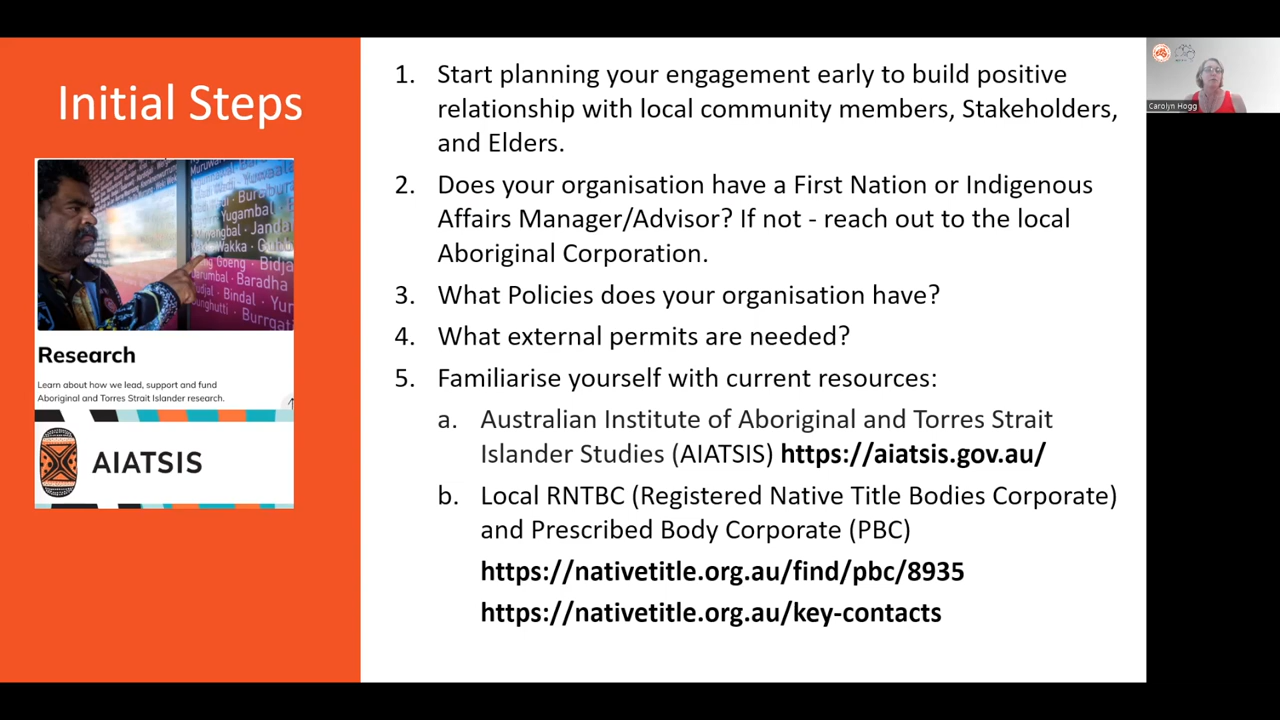 Initial Steps
Research
Learn about how we lead, support and fund
Aboriginal and Torres Strait Islander research.
AIATSIS
1. Start planning your engagement early to build positive
relationship with local community members, Stakeholders,
and Elders.
2. Does your organisation have a First Nation or Indigenous
Affairs Manager/Advisor? If not - reach out to the local
Aboriginal Corporation.
3. What Policies does your organisation have?
4. What external permits are needed?
5. Familiarise yourself with current resources:
a. Australian Institute of Aboriginal and Torres Strait
Islander Studies (AIATSIS) https://aiatsis.gov.au/
b. Local RNTBC (Registered Native Title Bodies Corporate)
and Prescribed Body Corporate (PBC)
https://nativetitle.org.au/find/pbc/8935
https://nativetitle.org.au/key-contacts
Carolyn Hogg
Yugambal
Wakka
Goeng · Bidja
Baradha
Bindal · Yur